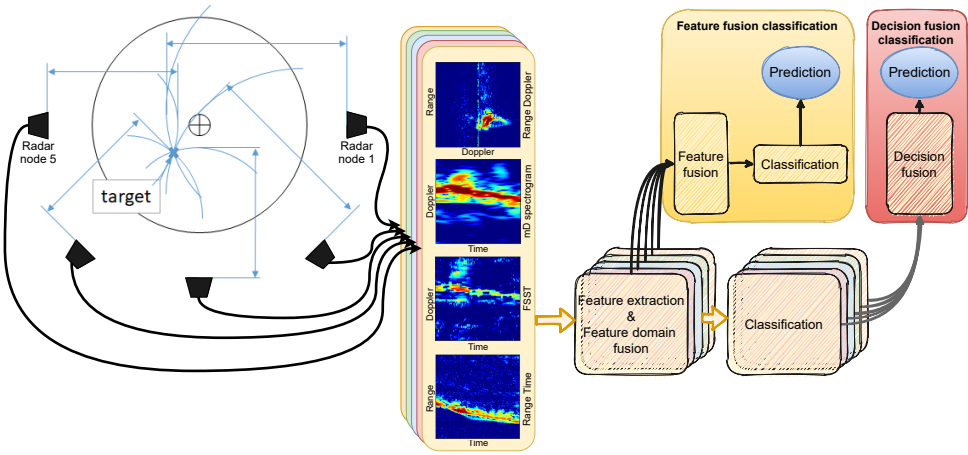 Radar
node 5
Radar
node 1
target
Range
Doppler
Range Doppler
Doppler
Time
mD spectrogram
Doppler
Time
FSST
Range
Time
Range Time
Feature extraction
&
Feature domain
fusion
Classification
Feature fusion classification
Feature
fusion
Classification
Prediction
Decision fusion
classification
Prediction
Decision
fusion